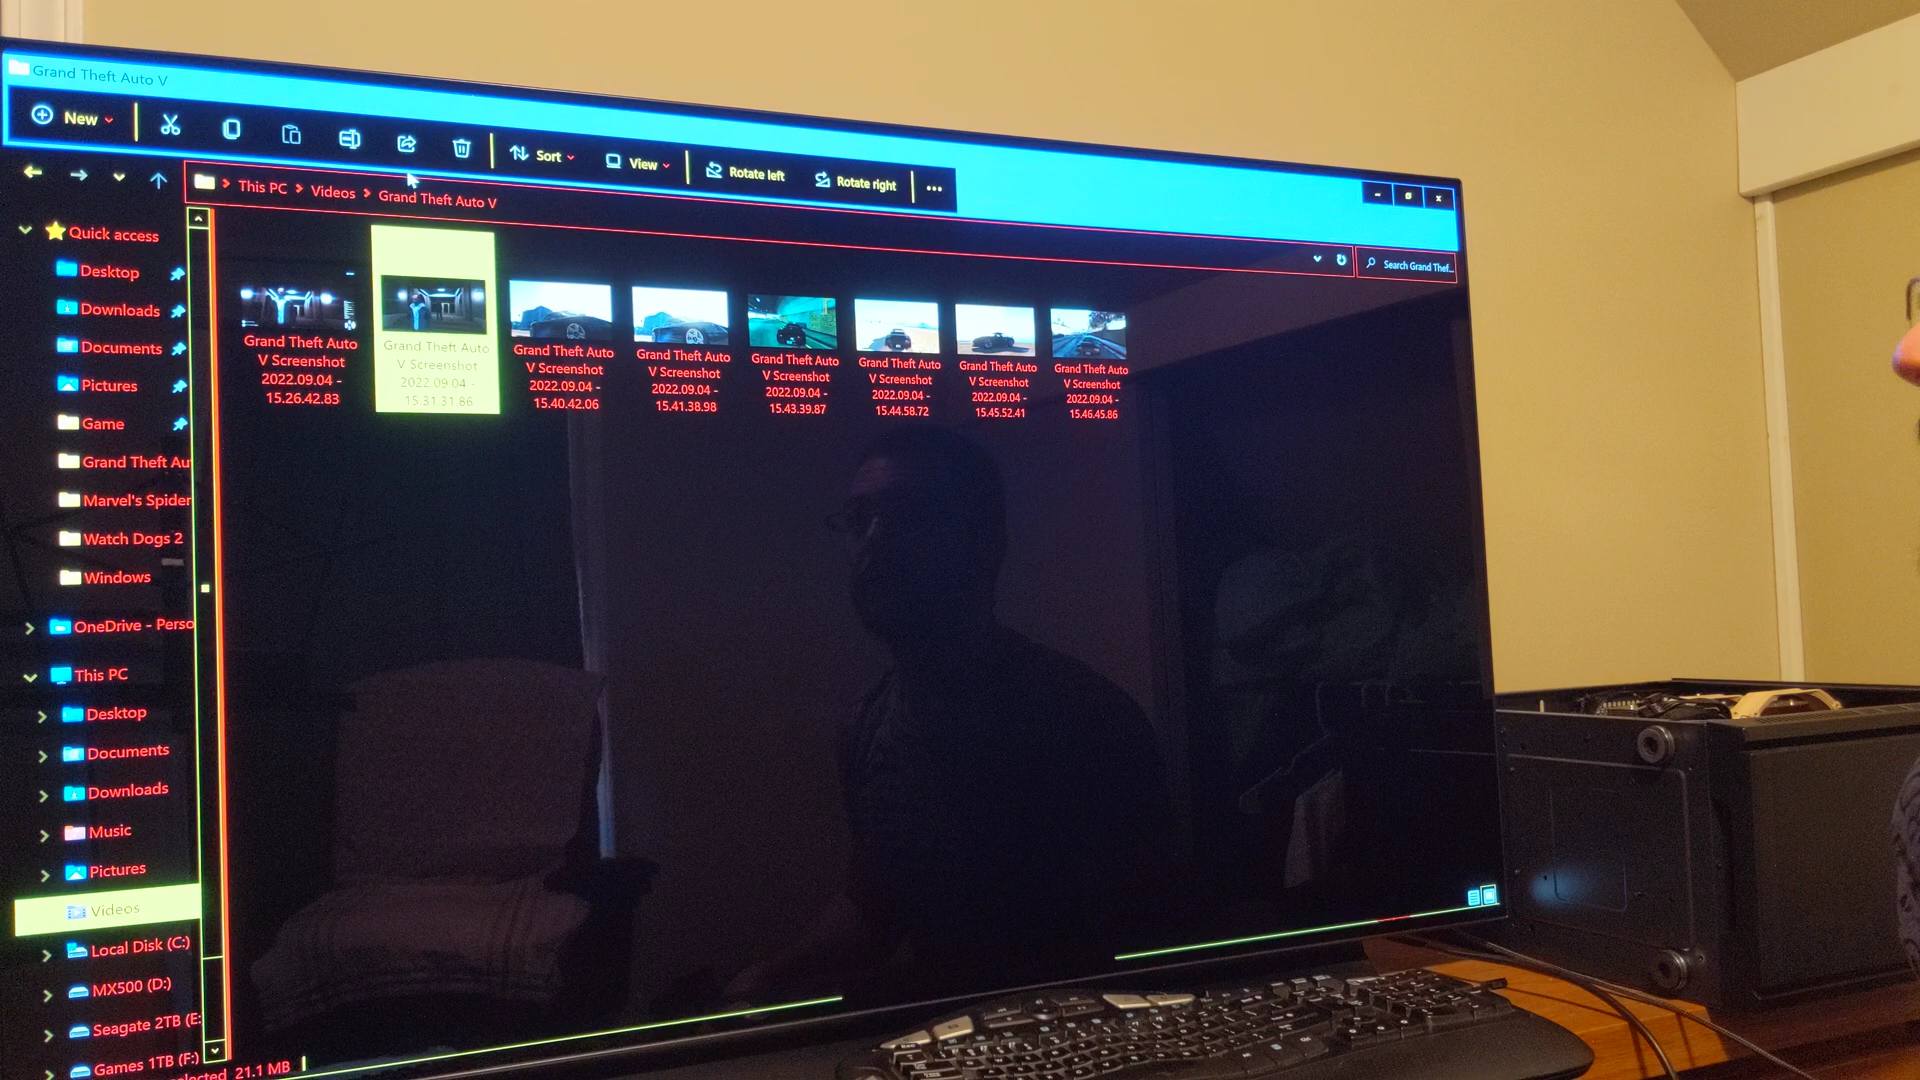 Grand Theft Auto V
New
Sort
View
Rotate left
Rotate right
This PC > Videos > Grand Theft Auto V
Search Grand Thef...
Quick access
Desktop
Downloads
Documents
Pictures
Game
Grand Theft Au
Marvel's Spider
Watch Dogs 2
Windows
OneDrive - Perso
This PC
Desktop
Documents
Downloads
Music
Pictures
Videos
Local Disk (C:)
MX500 (D:)
Seagate 2TB (E:
Games 1TB (F:)
Grand Theft Auto
V Screenshot
2022.09.04 -
15.26.42.83
Grand Theft Auto
V Screenshot
2022.09.04 -
15.31.31.86
Grand Theft Auto
V Screenshot
2022.09.04 -
15.40.42.06
Grand Theft Auto
V Screenshot
2022.09.04 -
15.41.38.98
Grand Theft Auto
V Screenshot
2022.09.04 -
15.43.39.87
Grand Theft Auto
V Screenshot
2022.09.04 -
15.44.58.72
Grand Theft Auto
V Screenshot
2022.09.04 -
15.45.52.41
Grand Theft Auto
V Screenshot
2022.09.04 -
15.46.45.86
elected 21.1 MB